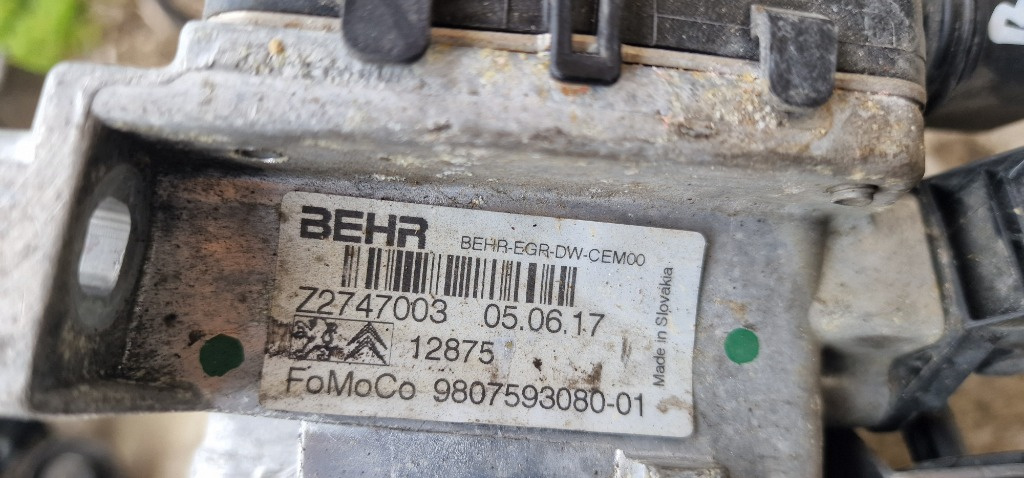 BEHR BEHR-EGR-DW-CEM00
Z2747003 05.06.17
12875
FoMoCo 9807593080-01
Made in Slovakia